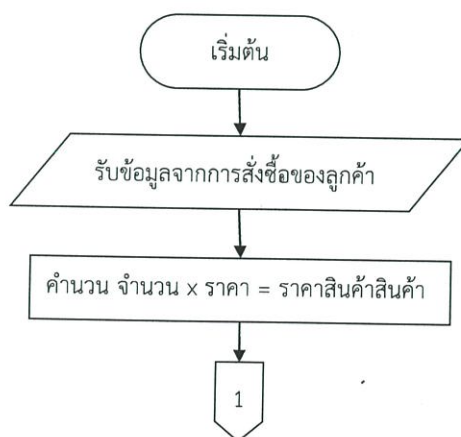 เริ่มต้น
รับข้อมูลจากการสั่งซื้อของลูกค้า
คำนวน จำนวน x ราคา = ราคาสินค้าสินค้า
1